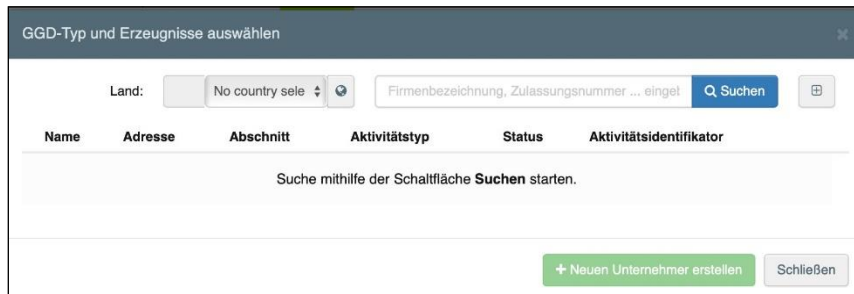 GGD-Typ und Erzeugnisse auswählen
Land: No country sele Firmenbezeichnung, Zulassungsnummer ... eingel Suchen
Name Adresse Abschnitt Aktivitätstyp Status Aktivitätsidentifikator
Suche mithilfe der Schaltfläche Suchen starten.
+ Neuen Unternehmer erstellen Schließen